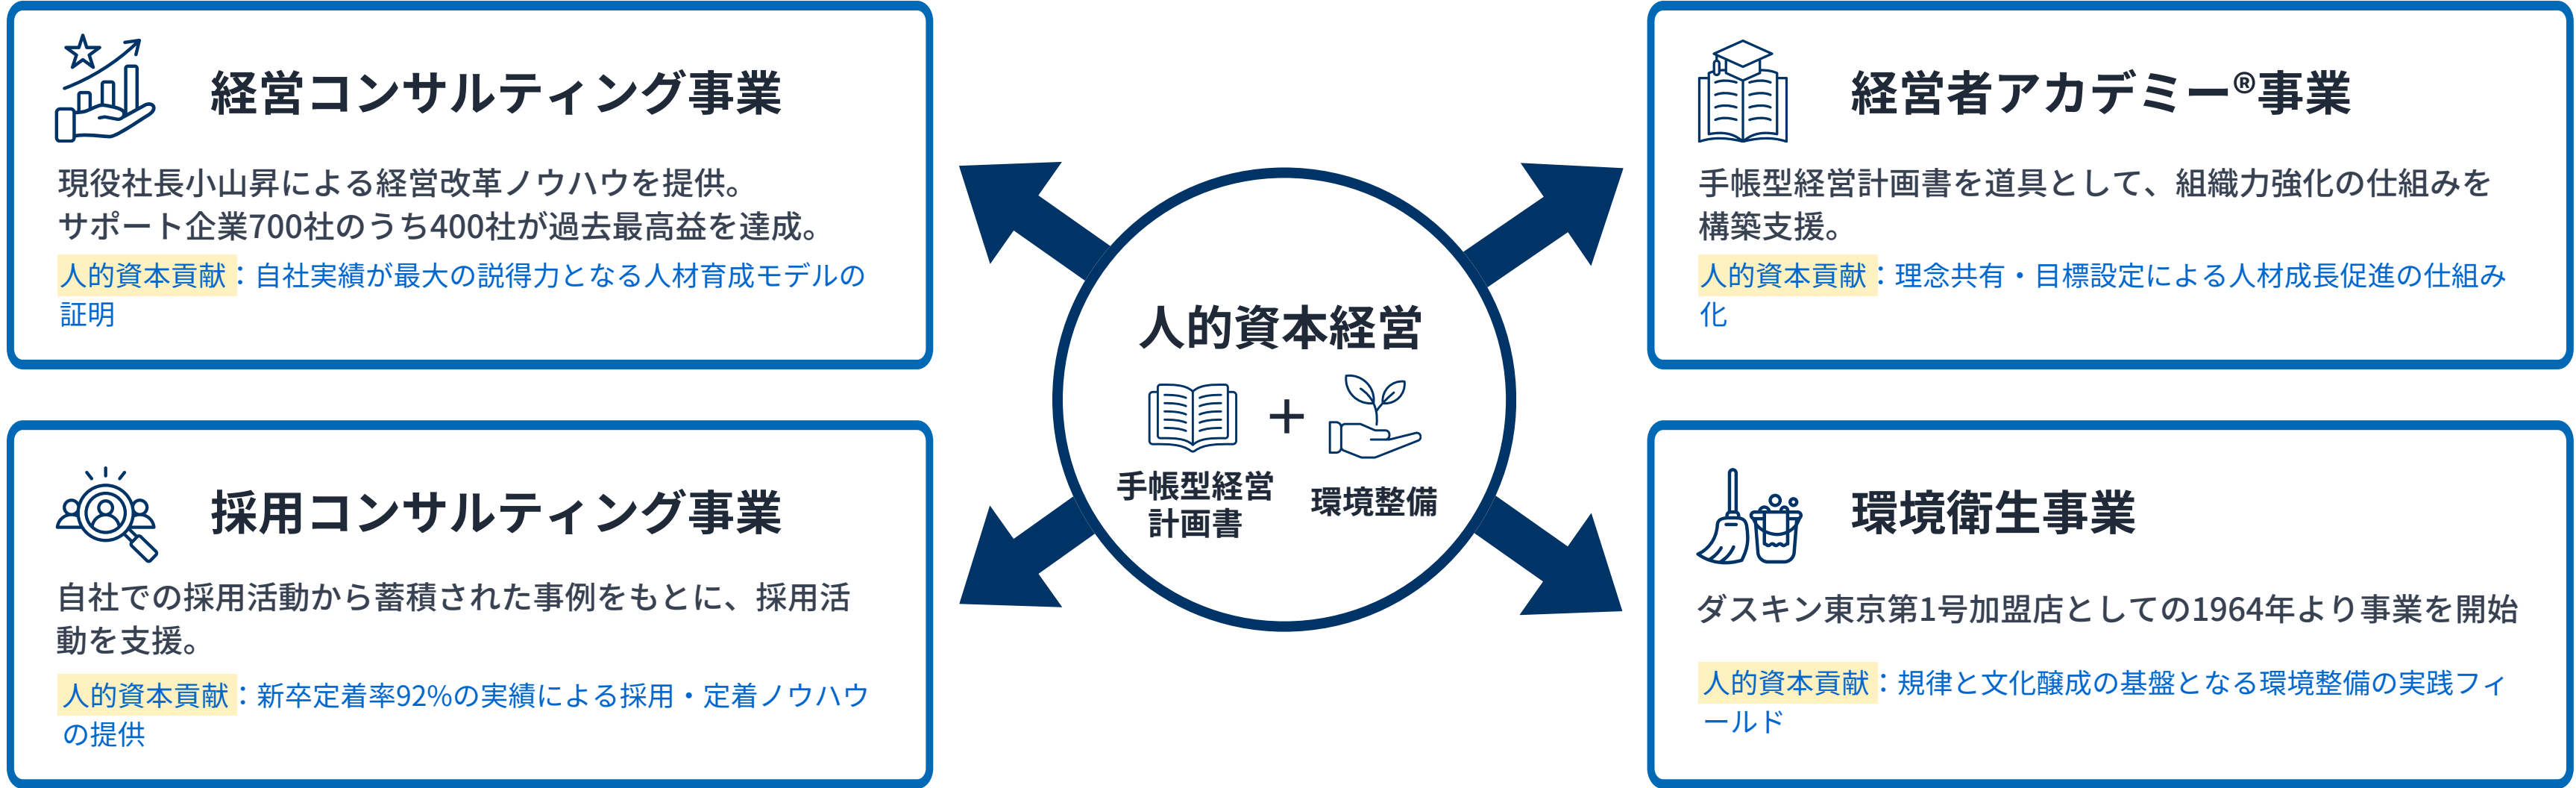 経営コンサルティング事業
現役社長小山昇による経営改革ノウハウを提供。
サポート企業700社のうち400社が過去最高益を達成。
人的資本貢献：自社実績が最大の説得力となる人材育成モデルの
証明
経営者アカデミー®事業
手帳型経営計画書を道具として、組織力強化の仕組みを
構築支援。
人的資本貢献：理念共有・目標設定による人材成長促進の仕組み
化
人的資本経営
+
手帳型経営
計画書
環境整備
採用コンサルティング事業
自社での採用活動から蓄積された事例をもとに、採用活
動を支援。
人的資本貢献：新卒定着率92%の実績による採用・定着ノウハウ
の提供
環境衛生事業
ダスキン東京第1号加盟店としての1964年より事業を開始
人的資本貢献：規律と文化醸成の基盤となる環境整備の実践フィ
ールド